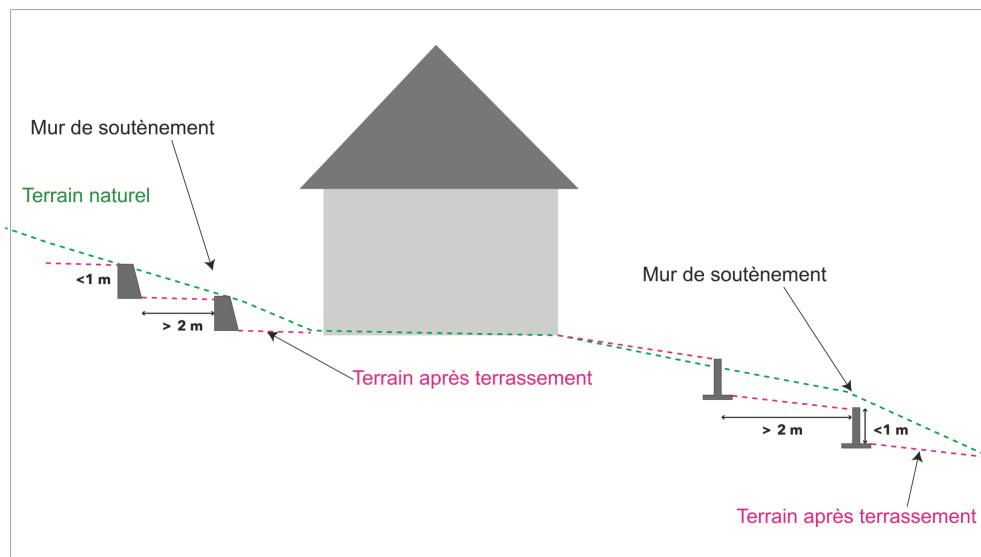 Mur de soutènement
Terrain naturel
<1 m
> 2 m
Terrain après terrassement
Mur de soutènement
> 2 m
<1 m
Terrain après terrassement